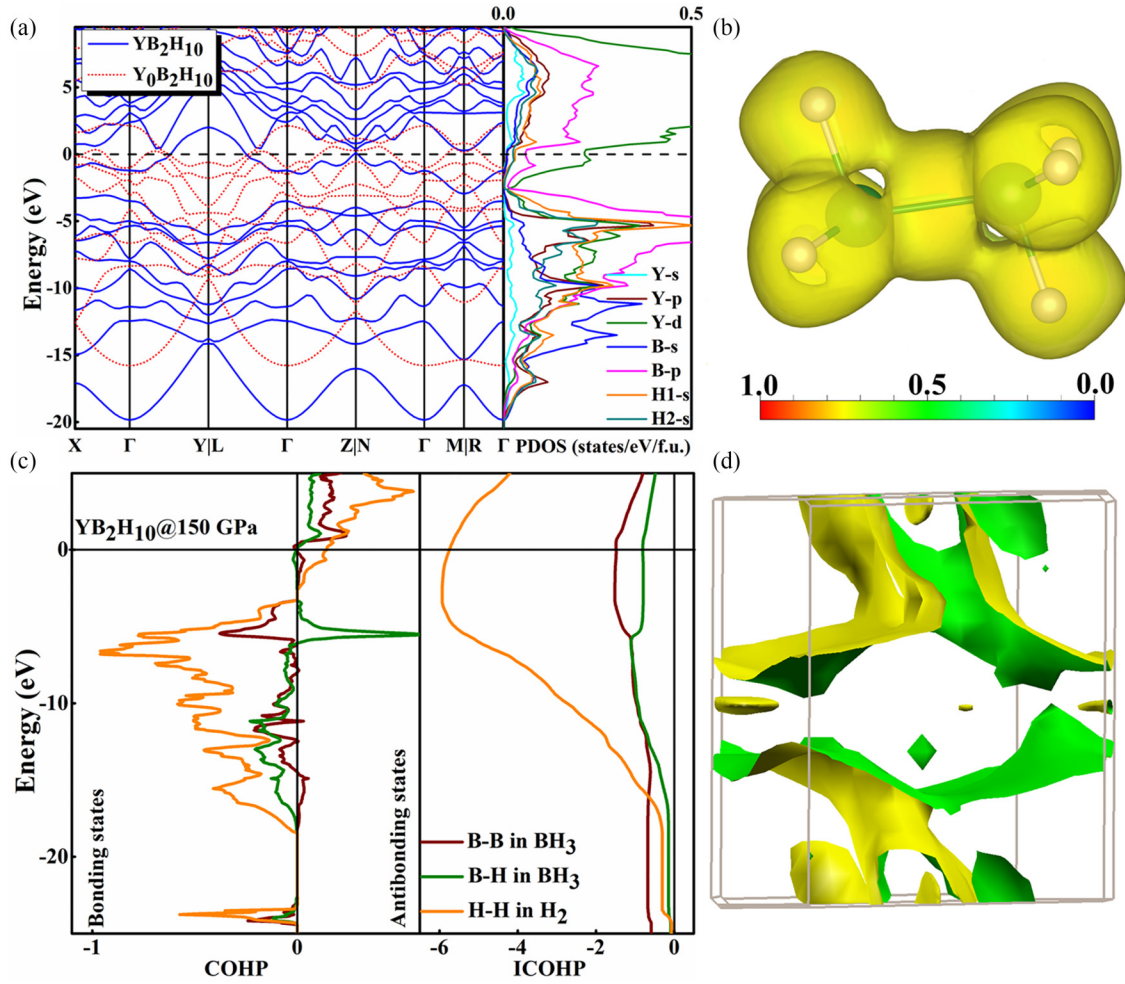 (a)
YB2H10
Y0B2H10
Energy (eV)
5
0
-5
-10
-15
-20
X Γ Y|L Γ Z|N Γ M|R Γ
0.0 0.5
Y-s
Y-p
Y-d
B-s
B-p
H1-s
H2-s
PDOS (states/eV/f.u.)
(b)
1.0 0.5 0.0
(c)
YB2H10@150 GPa
Energy (eV)
0
-10
-20
Bonding states
Antibonding states
-1 0
COHP
B-B in BH3
B-H in BH3
H-H in H2
-6 -4 -2 0
ICOHP
(d)